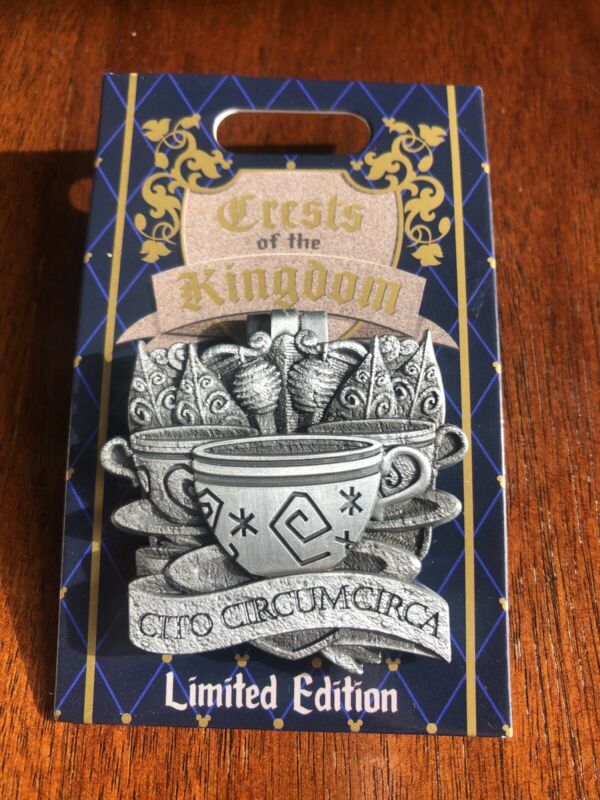 Crests
of the
Kingdom
CITO CIRCUMCIRCA
Limited Edition